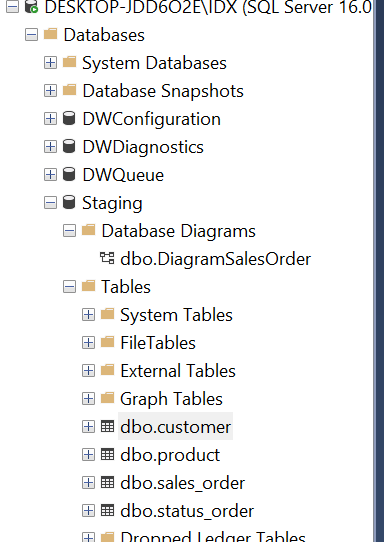 DESKTOP-JDD6O2E\IDX (SQL Server 16.0
Databases
System Databases
Database Snapshots
DWConfiguration
DWDiagnostics
DWQueue
Staging
Database Diagrams
dbo.DiagramSalesOrder
Tables
System Tables
FileTables
External Tables
Graph Tables
dbo.customer
dbo.product
dbo.sales_order
dbo.status_order
Dropped Ledger Tables